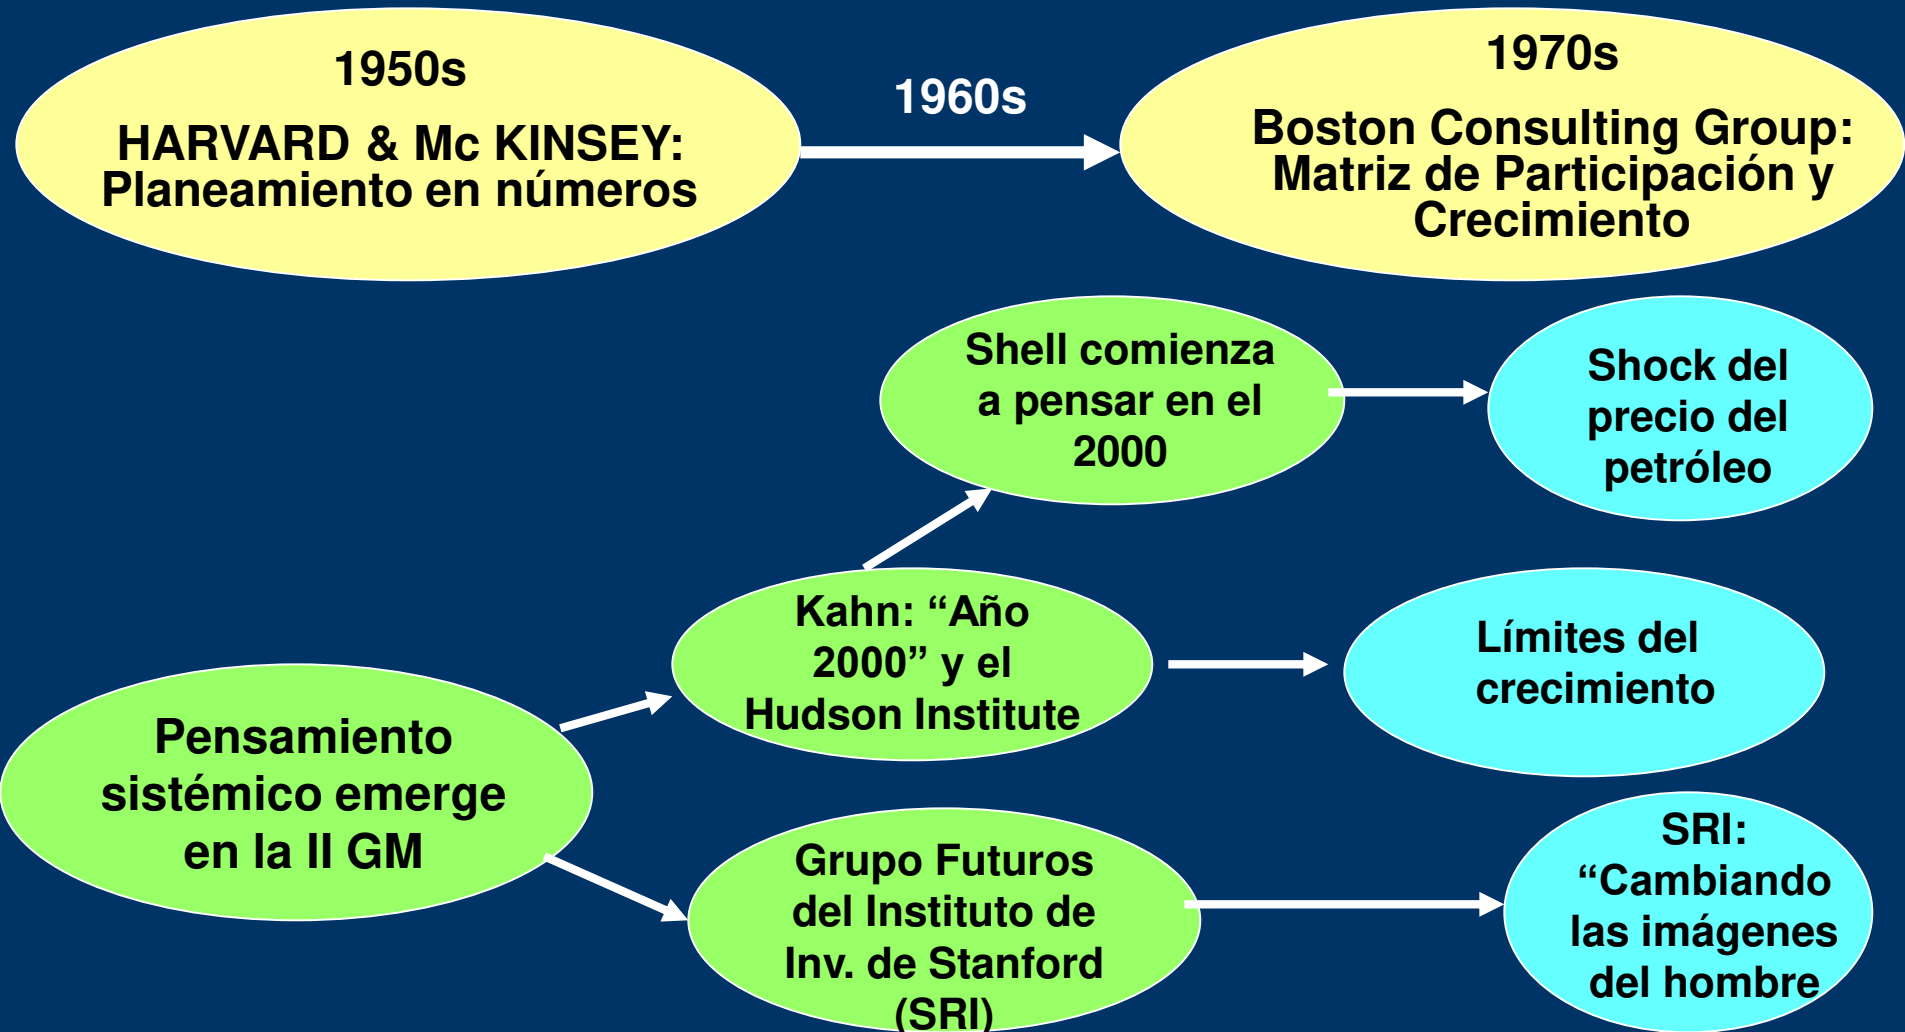 1950s
HARVARD & Mc KINSEY:
Planeamiento en números
1960s
1970s
Boston Consulting Group:
Matriz de Participación y
Crecimiento
Shell comienza
a pensar en el
2000
Shock del
precio del
petróleo
Kahn: “Año
2000” y el
Hudson Institute
Límites del
crecimiento
Pensamiento
sistémico emerge
en la II GM
Grupo Futuros
del Instituto de
Inv. de Stanford
(SRI)
SRI:
“Cambiando
las imágenes
del hombre